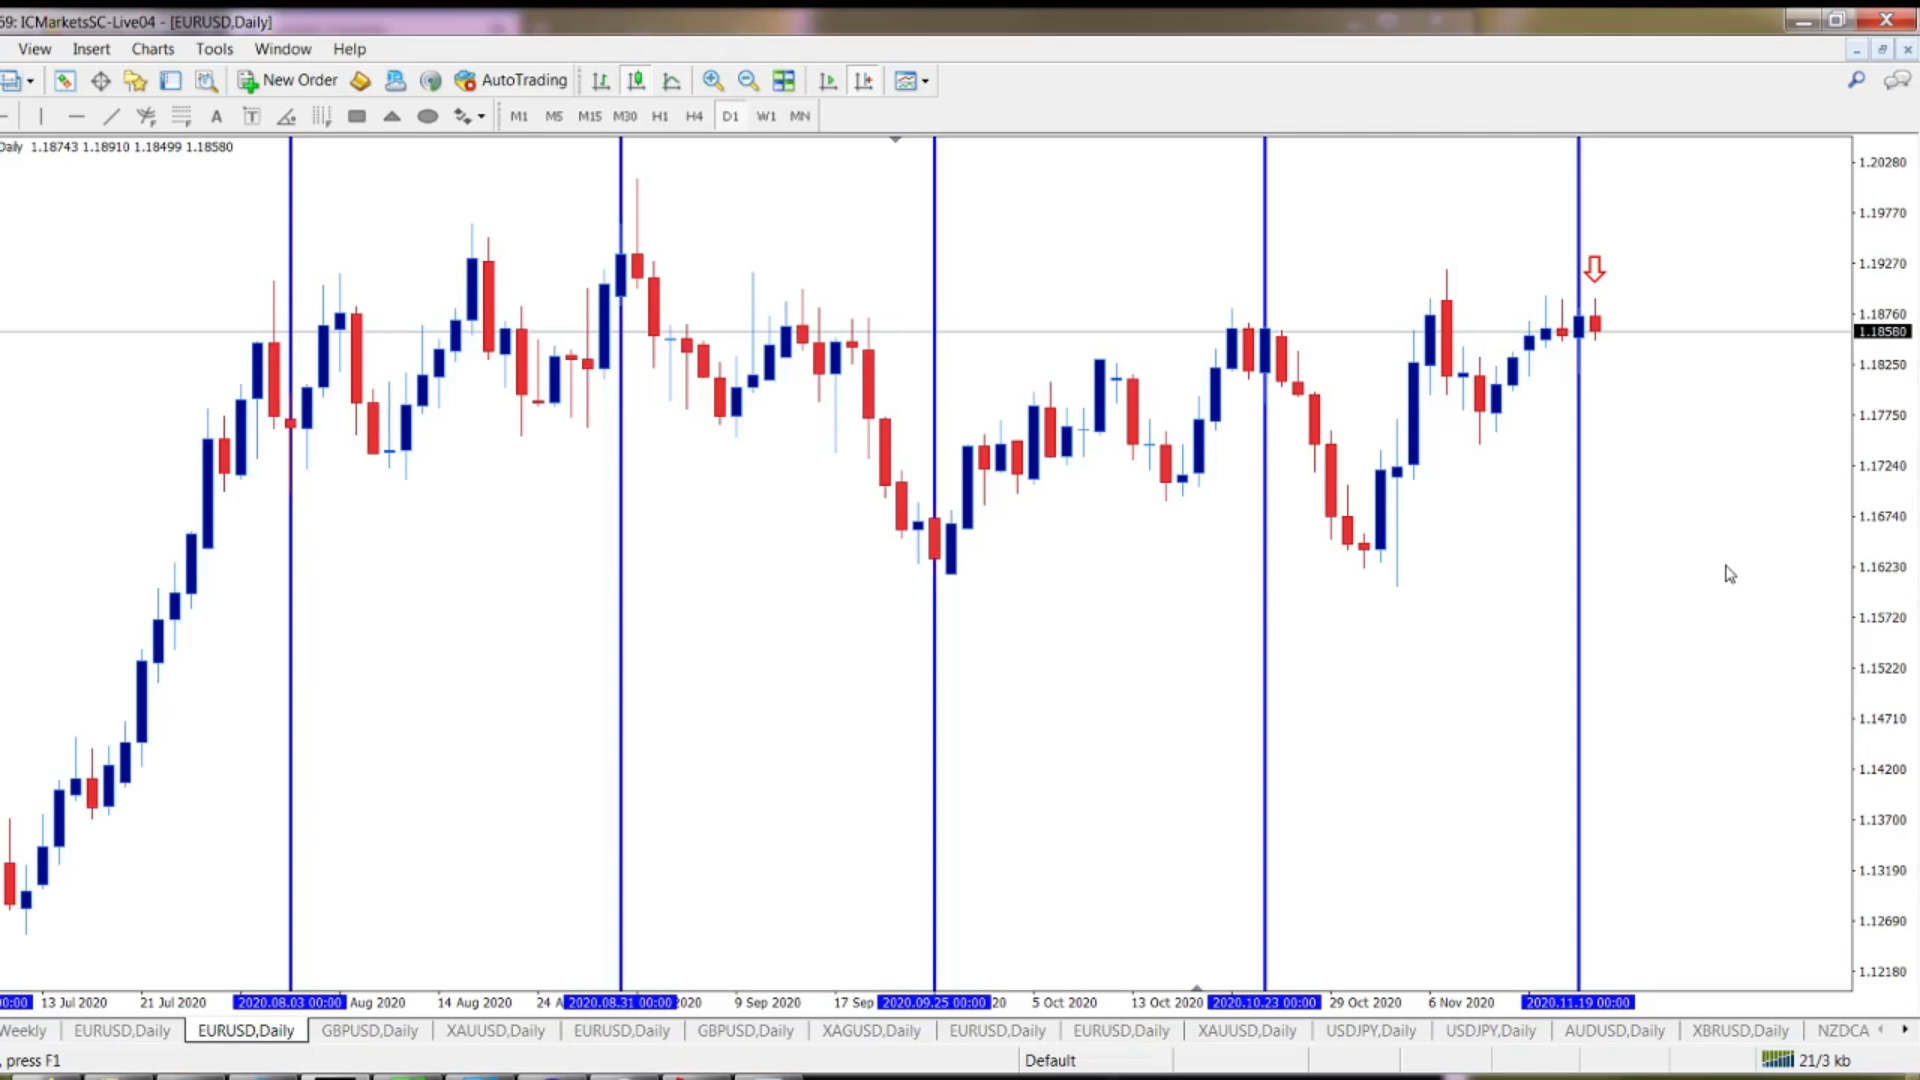 59: ICMarketsSC-Live04 - [EURUSD,Daily]
View Insert Charts Tools Window Help
New Order AutoTrading
A T M1 M5 M15 M30 H1 H4 D1 W1 MN
Daily 1.18743 1.18910 1.18499 1.18580
1.20280
1.19770
1.19270
1.18760
1.18580
1.18250
1.17750
1.17240
1.16740
1.16230
1.15720
1.15220
1.14710
1.14200
1.13700
1.13190
1.12690
1.12180
00:00 13 Jul 2020 21 Jul 2020 2020.08.03 00:00 Aug 2020 14 Aug 2020 24 A 2020.08.31 00:00 2020 9 Sep 2020 17 Sep 2020.09.25 00:00 20 5 Oct 2020 13 Oct 2020 2020.10.23 00:00 29 Oct 2020 6 Nov 2020 2020.11.19 00:00
Weekly EURUSD,Daily EURUSD,Daily GBPUSD,Daily XAUUSD,Daily EURUSD,Daily GBPUSD,Daily XAGUSD,Daily EURUSD,Daily EURUSD,Daily XAUUSD,Daily USDJPY,Daily USDJPY,Daily AUDUSD,Daily XBRUSD,Daily NZDCA
, press F1 Default 21/3 kb